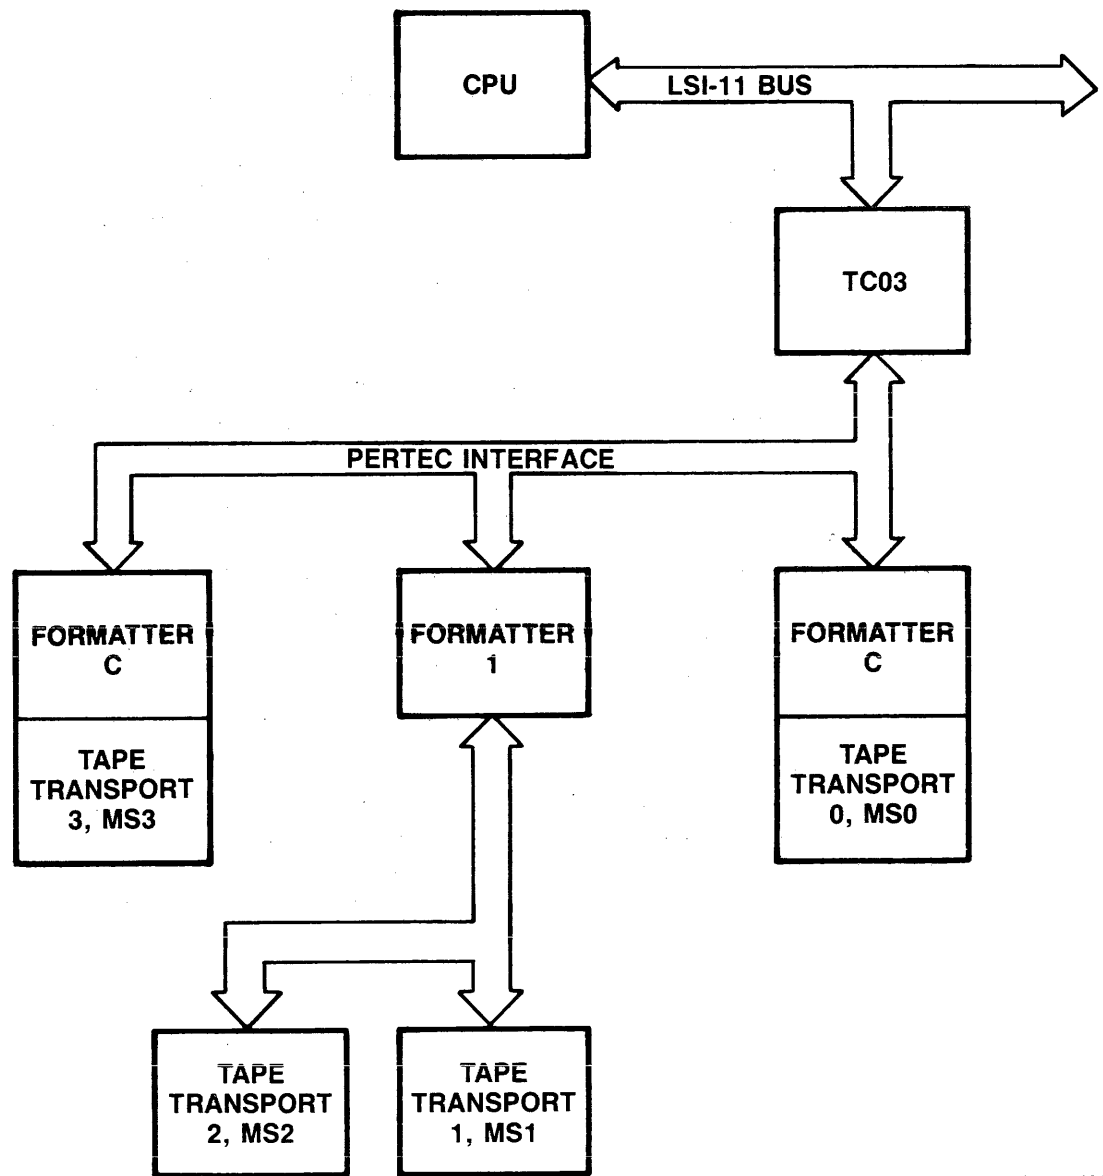 CPU
LSI-11 BUS
TC03
PERTEC INTERFACE
FORMATTER
C
FORMATTER
1
FORMATTER
C
TAPE
TRANSPORT
3, MS3
TAPE
TRANSPORT
0, MS0
TAPE
TRANSPORT
2, MS2
TAPE
TRANSPORT
1, MS1